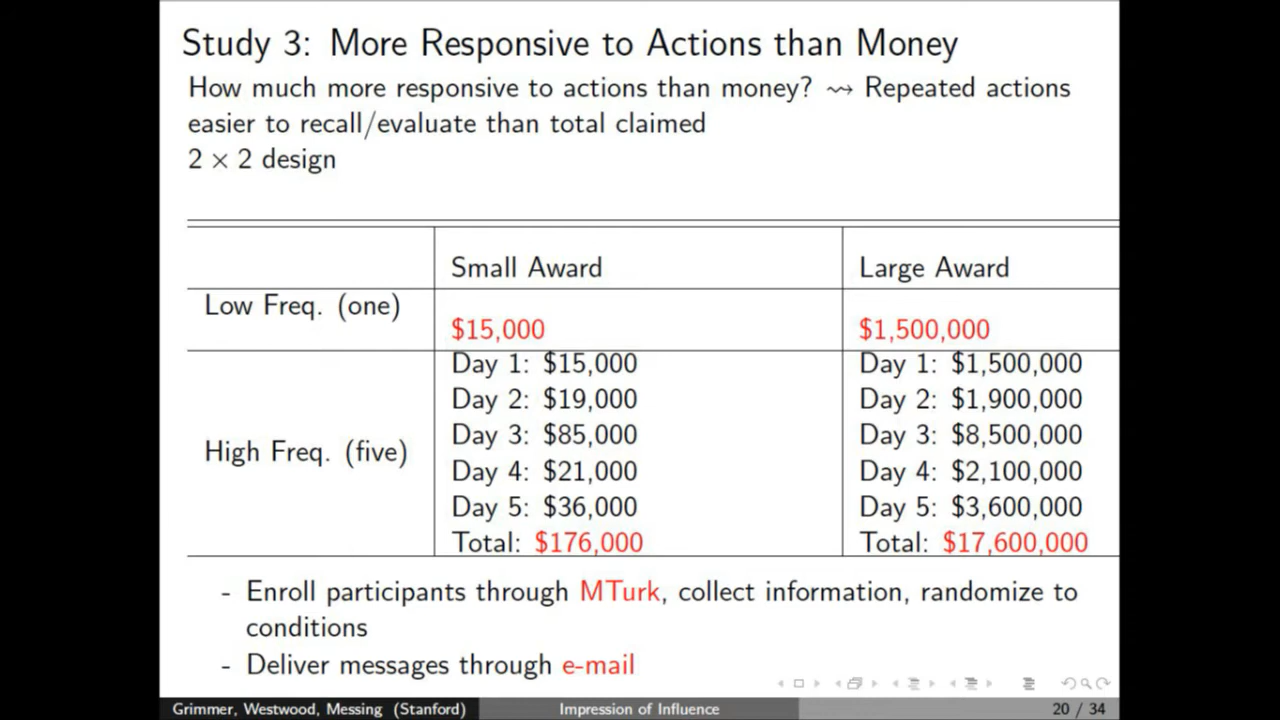 Study 3: More Responsive to Actions than Money
How much more responsive to actions than money? ⇝ Repeated actions
easier to recall/evaluate than total claimed
2 × 2 design
Small Award
Large Award
Low Freq. (one)
$15,000
$1,500,000
High Freq. (five)
Day 1: $15,000
Day 2: $19,000
Day 3: $85,000
Day 4: $21,000
Day 5: $36,000
Total: $176,000
Day 1: $1,500,000
Day 2: $1,900,000
Day 3: $8,500,000
Day 4: $2,100,000
Day 5: $3,600,000
Total: $17,600,000
- Enroll participants through MTurk, collect information, randomize to
conditions
- Deliver messages through e-mail
Grimmer, Westwood, Messing (Stanford)
Impression of Influence
20 / 34